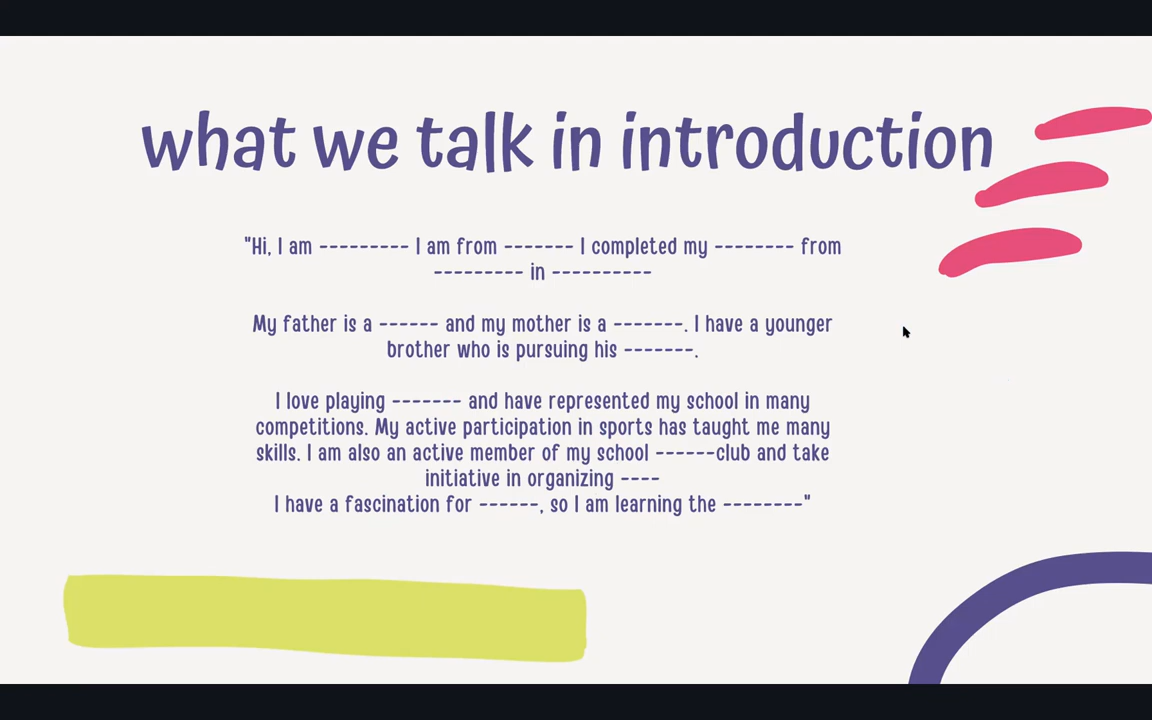 what we talk in introduction
"Hi, I am --------- I am from ------- I completed my -------- from
--------- in ----------
My father is a ------ and my mother is a -------. I have a younger
brother who is pursuing his -------.
I love playing ------- and have represented my school in many
competitions. My active participation in sports has taught me many
skills. I am also an active member of my school ------club and take
initiative in organizing ----
I have a fascination for ------, so I am learning the --------"